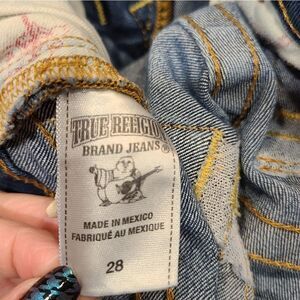 TRUE RELIGION
BRAND JEANS®
MADE IN MEXICO
FABRIQUÉ AU MEXIQUE
28